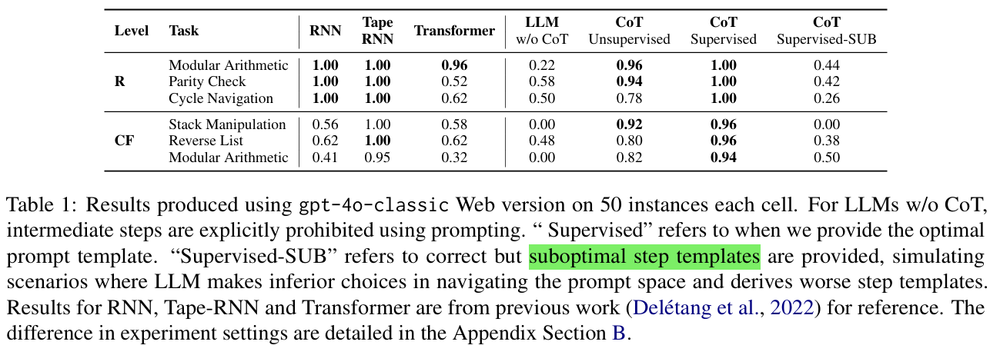 Level Task RNN Tape RNN Transformer LLM w/o CoT CoT Unsupervised CoT Supervised CoT Supervised-SUB
R Modular Arithmetic 1.00 1.00 0.96 0.22 0.96 1.00 0.44
Parity Check 1.00 1.00 0.52 0.58 0.94 1.00 0.42
Cycle Navigation 1.00 1.00 0.62 0.50 0.78 1.00 0.26
CF Stack Manipulation 0.56 1.00 0.58 0.00 0.92 0.96 0.00
Reverse List 0.62 1.00 0.62 0.48 0.80 0.96 0.38
Modular Arithmetic 0.41 0.95 0.32 0.00 0.82 0.94 0.50
Table 1: Results produced using gpt-4o-classic Web version on 50 instances each cell. For LLMs w/o CoT,
intermediate steps are explicitly prohibited using prompting. “ Supervised” refers to when we provide the optimal
prompt template. “Supervised-SUB” refers to correct but suboptimal step templates are provided, simulating
scenarios where LLM makes inferior choices in navigating the prompt space and derives worse step templates.
Results for RNN, Tape-RNN and Transformer are from previous work (Delétang et al., 2022) for reference. The
difference in experiment settings are detailed in the Appendix Section B.